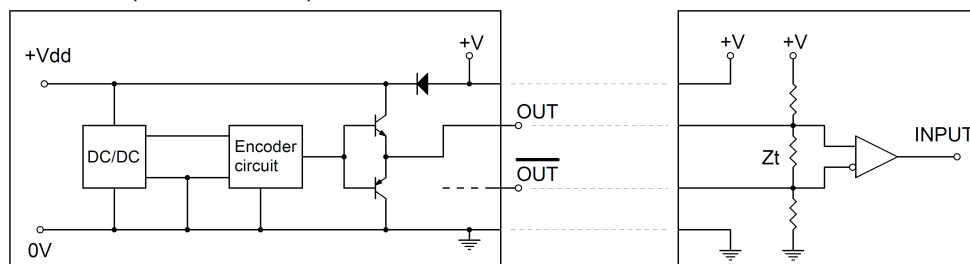 +V
+Vdd
+V
+V
OUT
DC/DC
Encoder
circuit
OUT
Zt
INPUT
0V